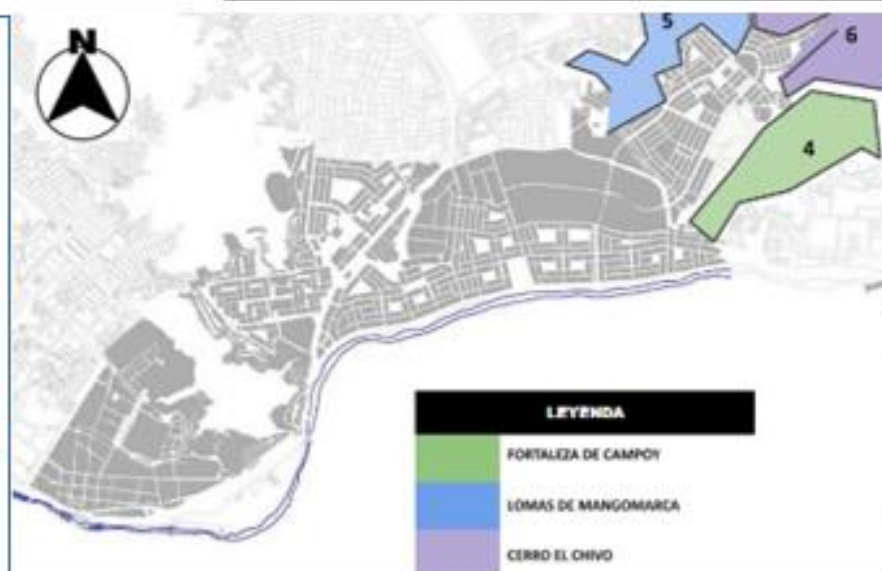 N
5
6
4
LEYENDA
FORTALEZA DE CAMPOY
LOMAS DE MANGOMARCA
CERRO EL CHIVO